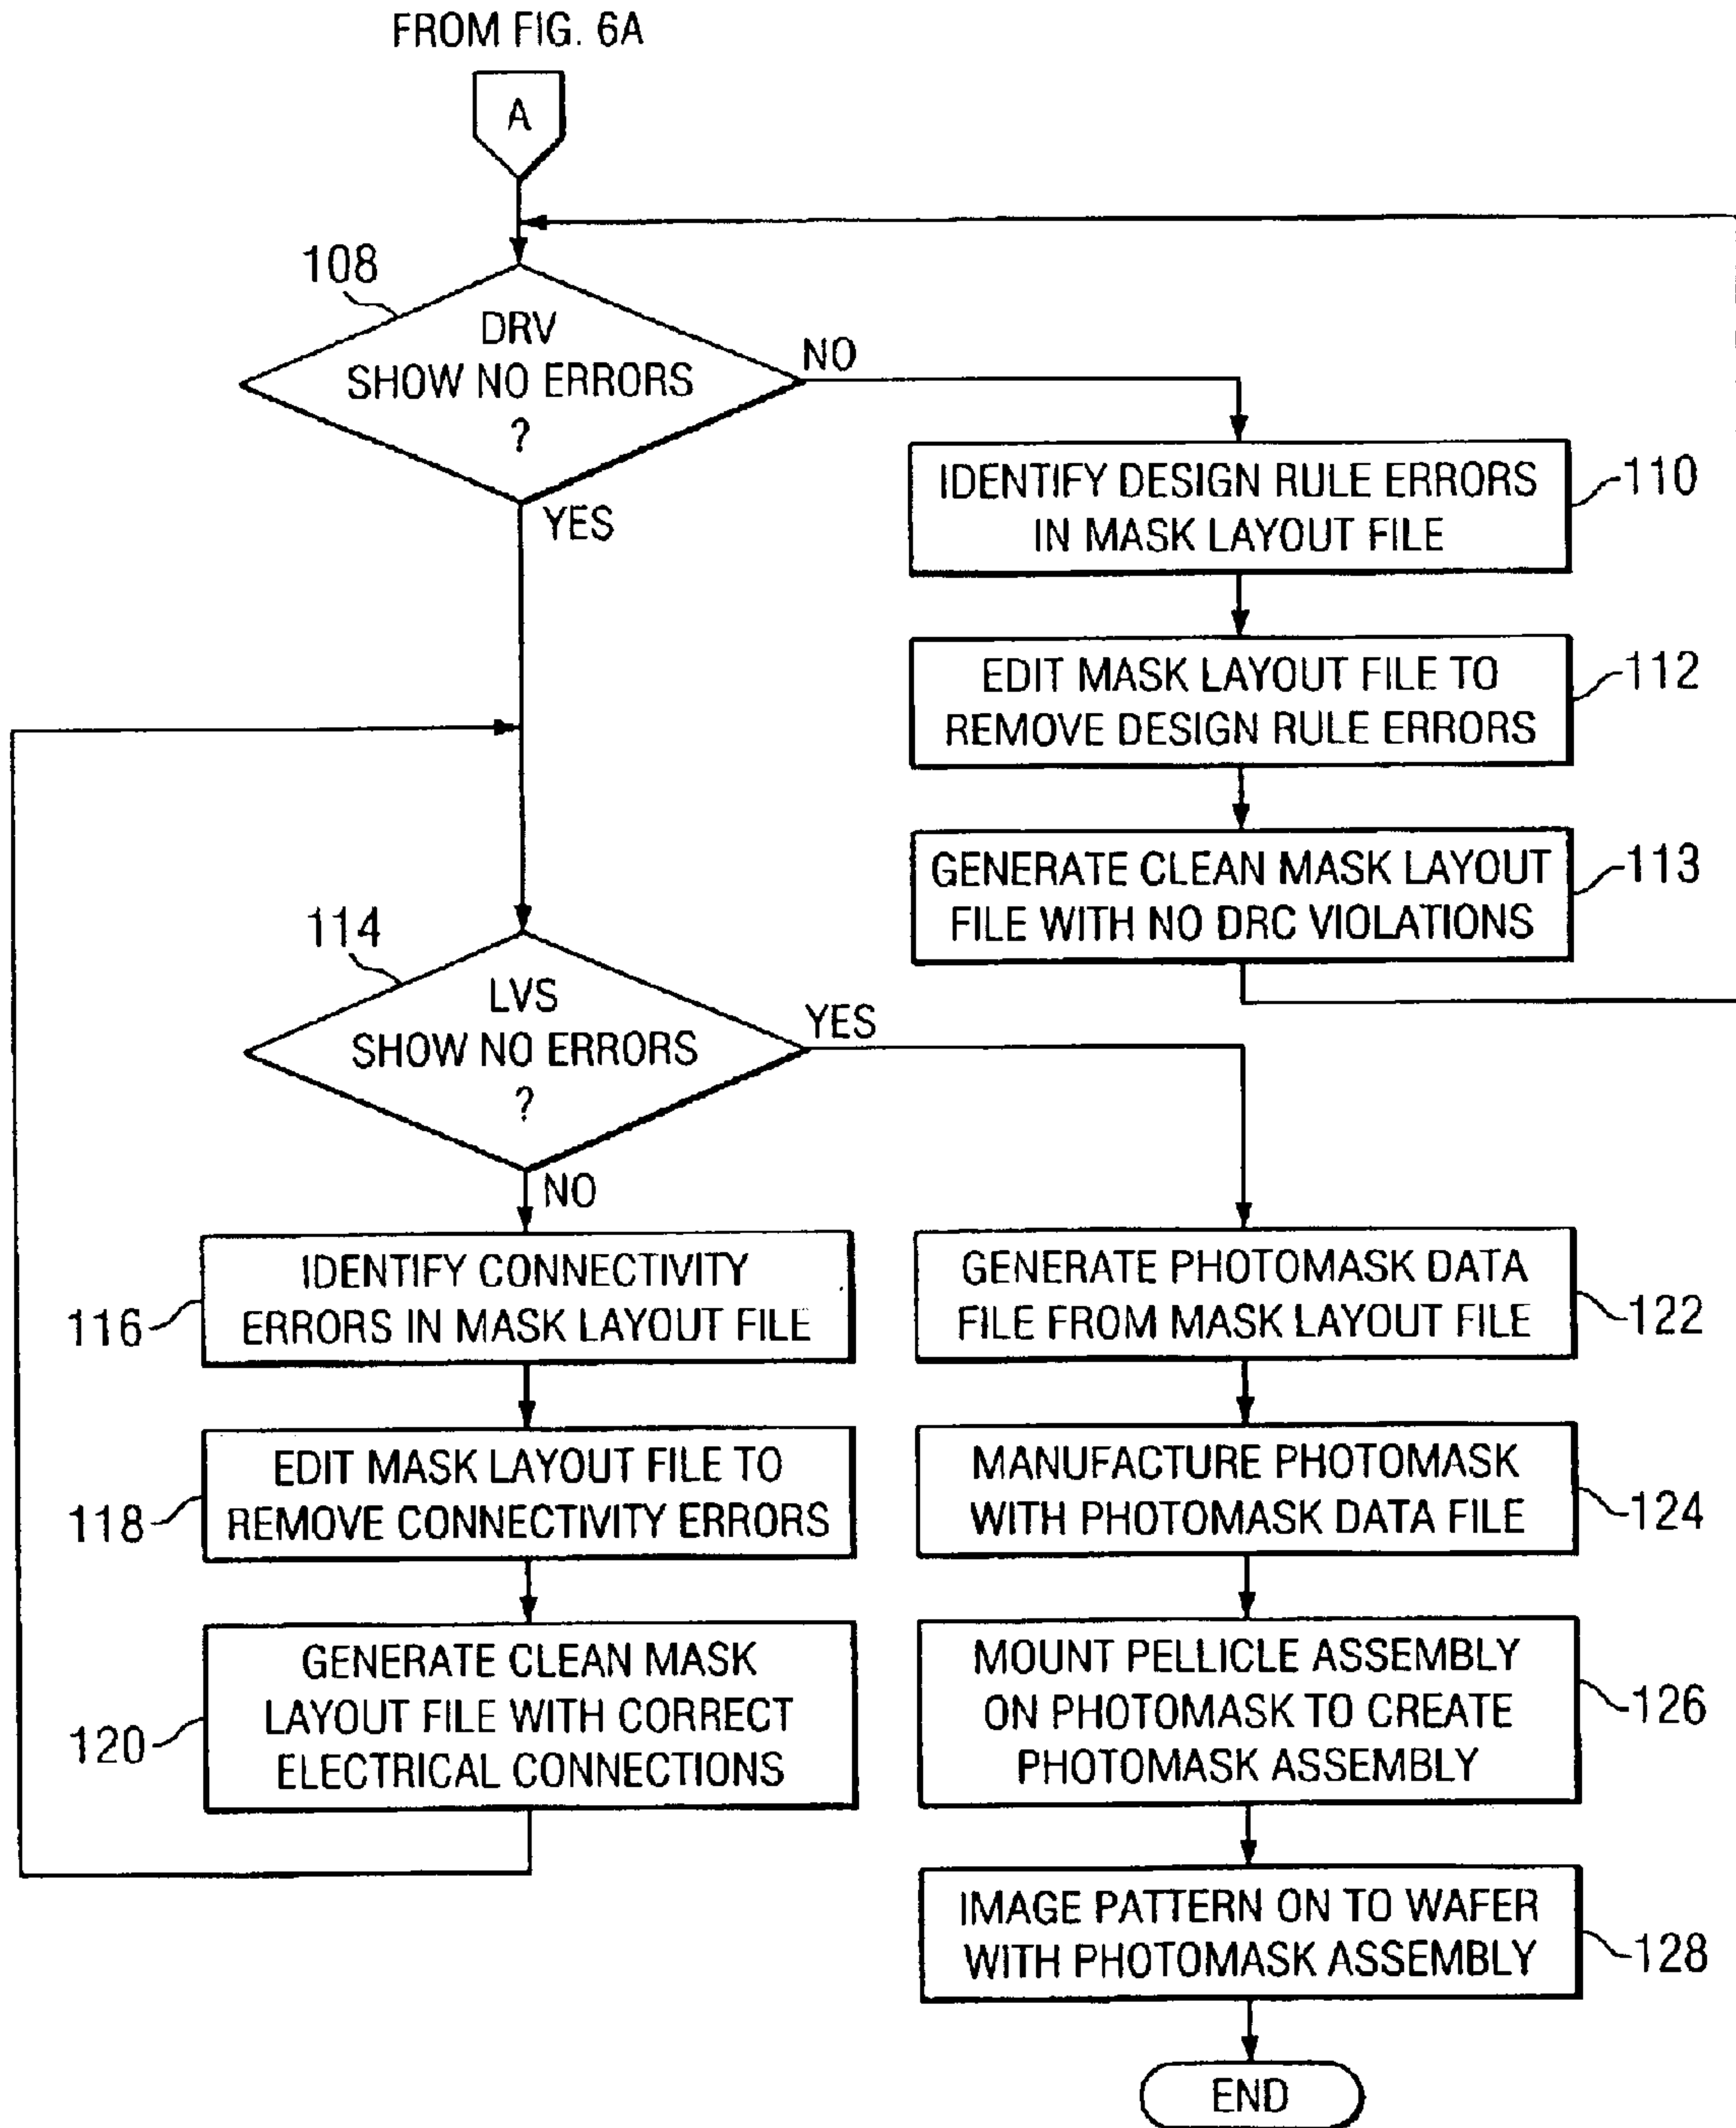 FROM FIG. 6A
A
108
DRV
SHOW NO ERRORS
?
NO
YES
IDENTIFY DESIGN RULE ERRORS
IN MASK LAYOUT FILE
110
EDIT MASK LAYOUT FILE TO
REMOVE DESIGN RULE ERRORS
112
GENERATE CLEAN MASK LAYOUT
FILE WITH NO DRC VIOLATIONS
113
114
LVS
SHOW NO ERRORS
?
YES
NO
IDENTIFY CONNECTIVITY
ERRORS IN MASK LAYOUT FILE
116
EDIT MASK LAYOUT FILE TO
REMOVE CONNECTIVITY ERRORS
118
GENERATE CLEAN MASK
LAYOUT FILE WITH CORRECT
ELECTRICAL CONNECTIONS
120
GENERATE PHOTOMASK DATA
FILE FROM MASK LAYOUT FILE
122
MANUFACTURE PHOTOMASK
WITH PHOTOMASK DATA FILE
124
MOUNT PELLICLE ASSEMBLY
ON PHOTOMASK TO CREATE
PHOTOMASK ASSEMBLY
126
IMAGE PATTERN ON TO WAFER
WITH PHOTOMASK ASSEMBLY
128
END